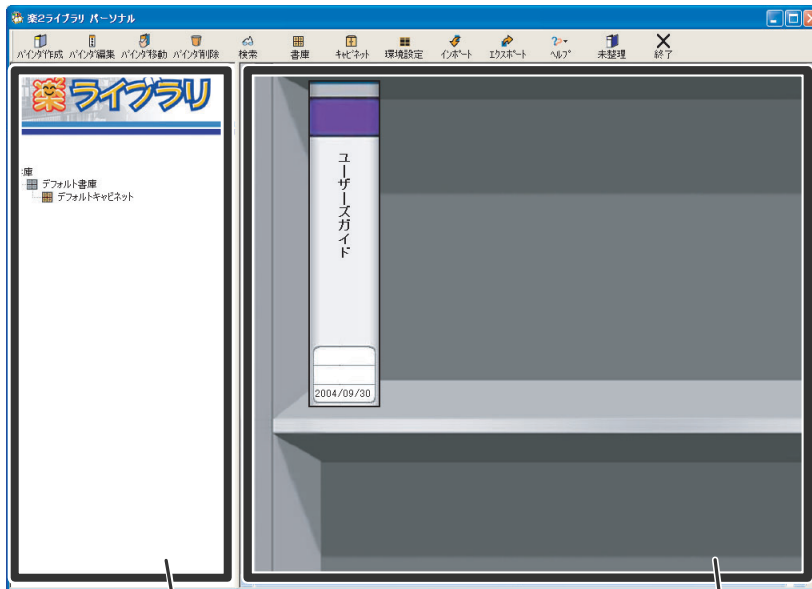 楽2ライブラリ パーソナル
バインダ作成 バインダ編集 バインダ移動 バインダ削除 検索 書庫 キャビネット 環境設定 インポート エクスポート ヘルプ 未整理 終了
楽 ライブラリ
庫
デフォルト書庫
デフォルトキャビネット
ユーザーズガイド
2004/09/30